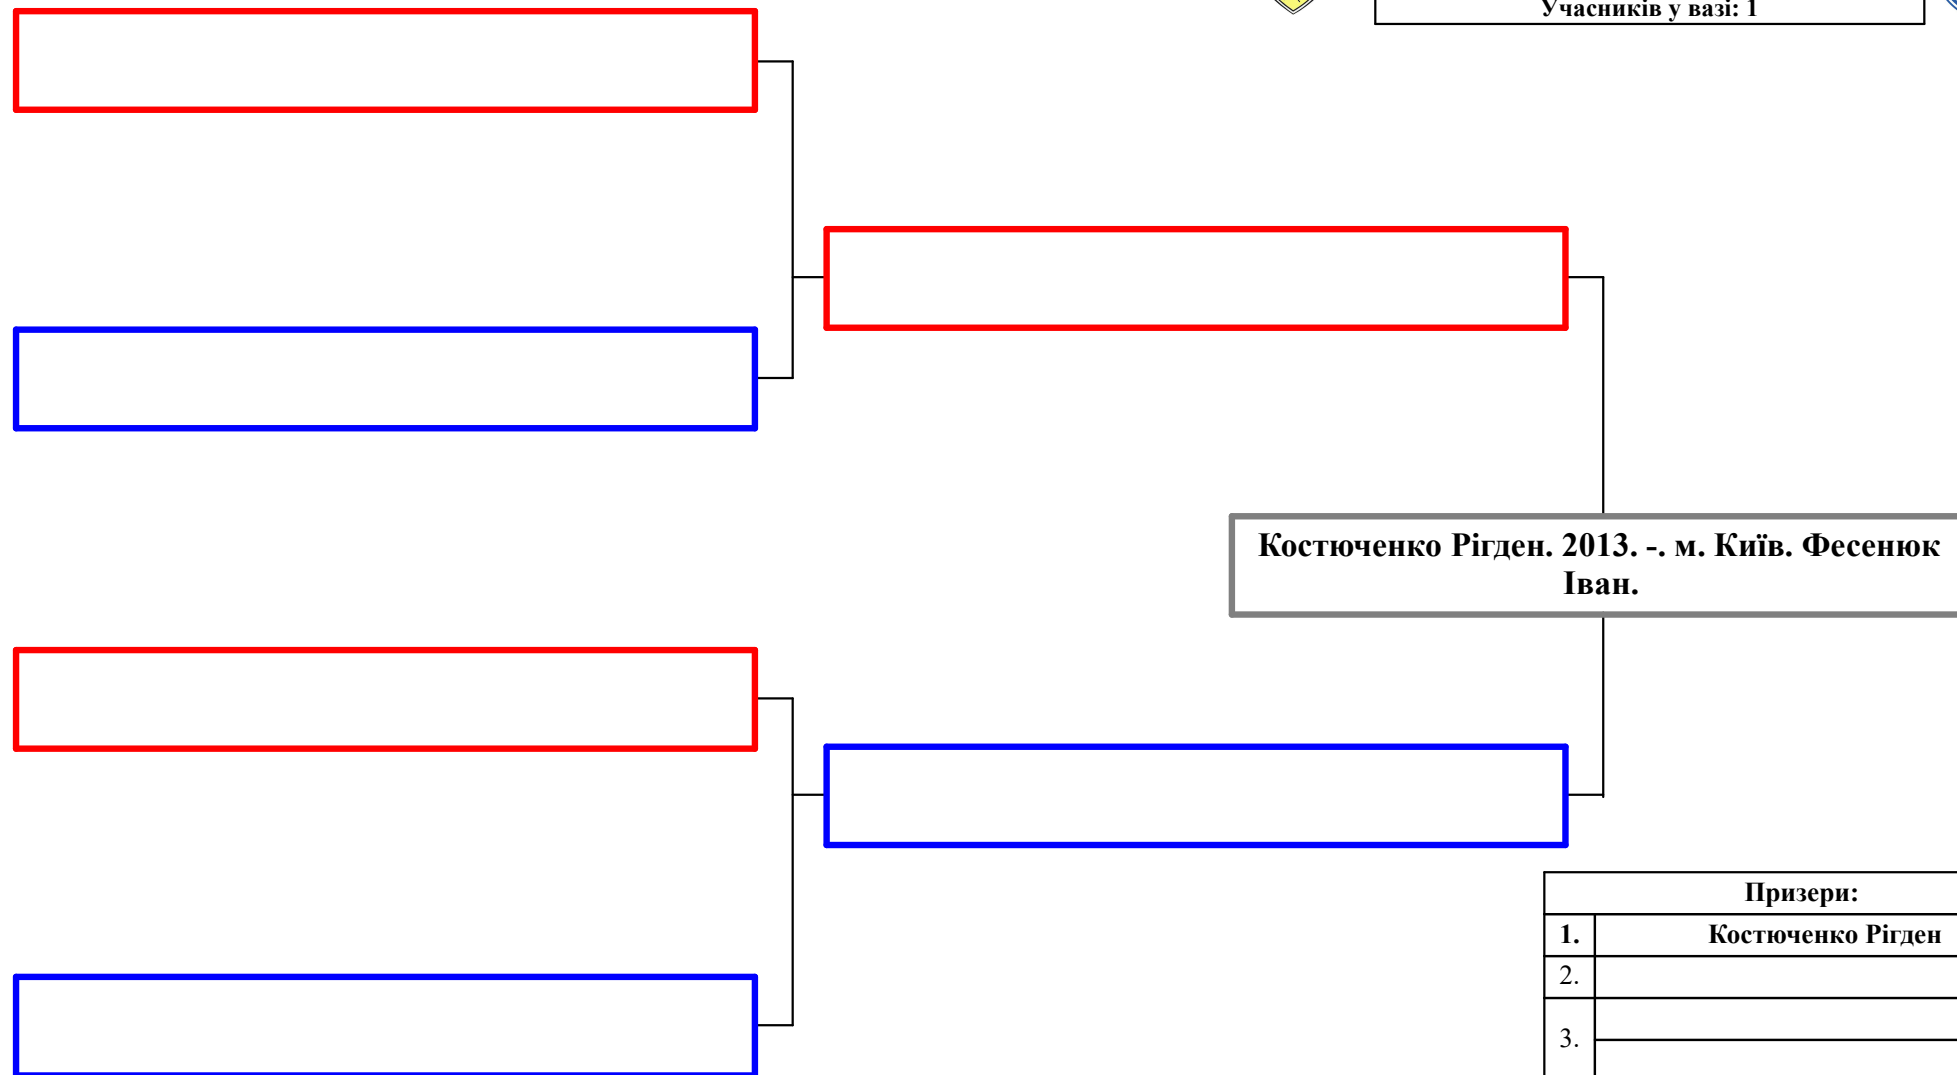 Учасників у вазі: 1
Костюченко Рігден. 2013. -. м. Київ. Фесенюк
Іван.
Призери:
1. Костюченко Рігден
2.
3.